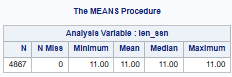 The MEANS Procedure
Analysis Variable : len_ssn
N N Miss Minimum Mean Median Maximum
4867 0 11.00 11.00 11.00 11.00